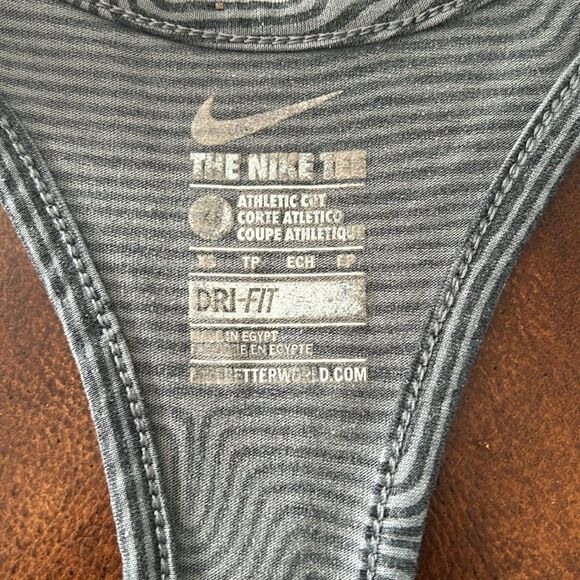 THE NIKE TEE
ATHLETIC CUT
CORTE ATLETICO
COUPE ATHLETIQUE
XS TP ECH EP
DRI-FIT
MADE IN EGYPT
EN EGYPTE
BETTERWORLD.COM